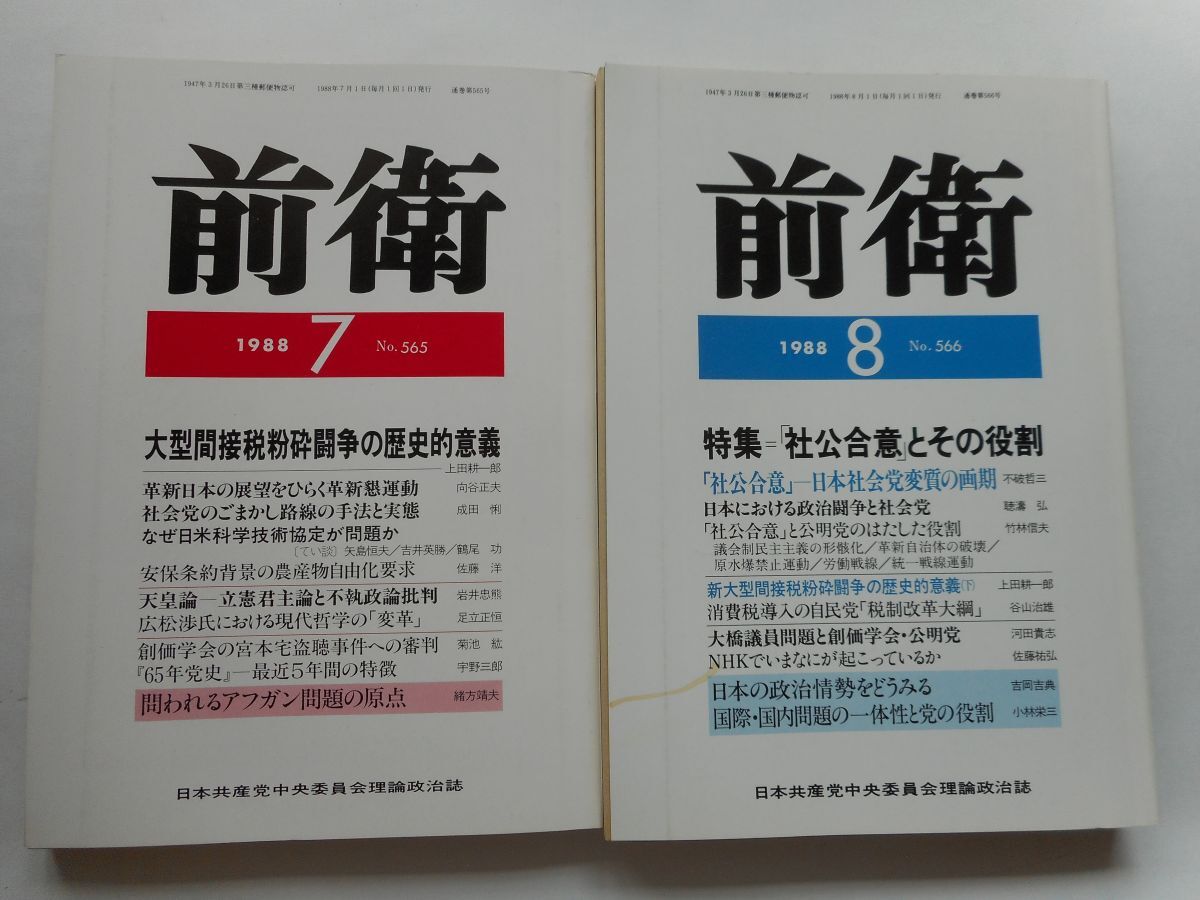 1947年3月26日第三種郵便物認可 1988年7月1日(毎月1回1日)発行 通巻第565号
前衛
1988 7 No. 565
大型間接税粉砕闘争の歴史的意義
上田耕一郎
革新日本の展望をひらく革新懇運動 向谷正夫
社会党のごまかし路線の手法と実態 成田 悧
なぜ日米科学技術協定が問題か
〔てい談〕矢島恒夫/吉井英勝/鶴尾 功
安保条約背景の農産物自由化要求 佐藤 洋
天皇論―立憲君主論と不執政論批判 岩井忠熊
広松渉氏における現代哲学の「変革」 足立正恒
創価学会の宮本宅盗聴事件への審判 菊池 紘
『65年党史』―最近5年間の特徴 宇野三郎
問われるアフガン問題の原点 緒方靖夫
日本共産党中央委員会理論政治誌
1947年3月26日第三種郵便物認可 1988年8月1日(毎月1回1日)発行 通巻第566号
前衛
1988 8 No. 566
特集=「社公合意」とその役割
「社公合意」―日本社会党変質の画期 不破哲三
日本における政治闘争と社会党 聴濤 弘
「社公合意」と公明党のはたした役割 竹林信夫
議会制民主主義の形骸化/革新自治体の破壊/
原水爆禁止運動/労働戦線/統一戦線運動
新大型間接税粉砕闘争の歴史的意義(下) 上田耕一郎
消費税導入の自民党「税制改革大綱」 谷山治雄
大橋議員問題と創価学会・公明党 河田貴志
NHKでいまなにが起こっているか 佐藤祐弘
日本の政治情勢をどうみる 吉岡吉典
国際・国内問題の一体性と党の役割 小林栄三
日本共産党中央委員会理論政治誌